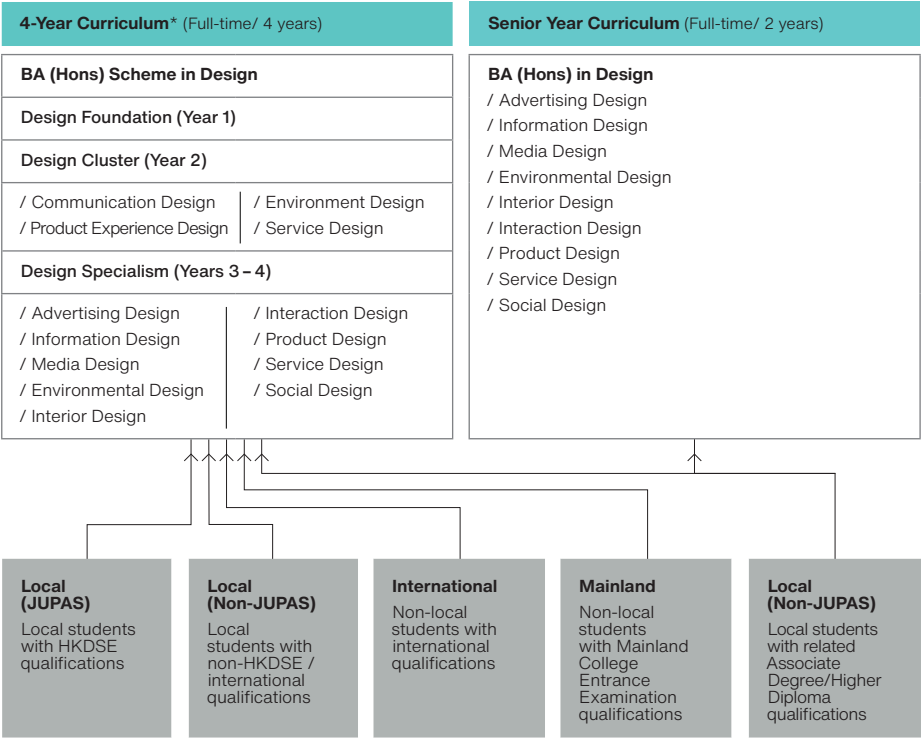 4-Year Curriculum* (Full-time/ 4 years)
BA (Hons) Scheme in Design
Design Foundation (Year 1)
Design Cluster (Year 2)
/ Communication Design
/ Product Experience Design
/ Environment Design
/ Service Design
Design Specialism (Years 3 – 4)
/ Advertising Design
/ Information Design
/ Media Design
/ Environmental Design
/ Interior Design
/ Interaction Design
/ Product Design
/ Service Design
/ Social Design
Senior Year Curriculum (Full-time/ 2 years)
BA (Hons) in Design
/ Advertising Design
/ Information Design
/ Media Design
/ Environmental Design
/ Interior Design
/ Interaction Design
/ Product Design
/ Service Design
/ Social Design
Local
(JUPAS)
Local students
with HKDSE
qualifications
Local
(Non-JUPAS)
Local
students with
non-HKDSE /
international
qualifications
International
Non-local
students with
international
qualifications
Mainland
Non-local
students
with Mainland
College
Entrance
Examination
qualifications
Local
(Non-JUPAS)
Local students
with related
Associate
Degree/Higher
Diploma
qualifications